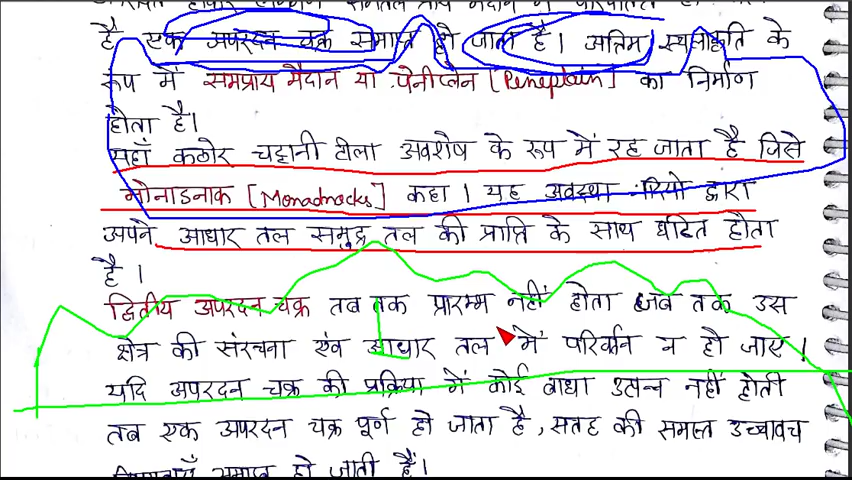 है एक अपरदन चक्र समाप्त हो जाता है। अंतिम स्थलाकृति के
रूप में समप्राय मैदान या पेनीप्लेन [Peneplain] का निर्माण
होता है।
यहाँ कठोर चट्टानी टीला अवशेष के रूप में रह जाता है जिसे
मोनाडनाक [Monadnocks] कहा। यह अवस्था द्वारा
अपने आधार तल समुद्र तल की प्राप्ति के साथ घटित होता
है।
द्वितीय अपरदन चक्र तब तक प्रारम्भ नहीं होता जब तक उस
क्षेत्र की संरचना एंव आधार तल में परिवर्तन न हो जाए।
यदि अपरदन चक्र की प्रक्रिया में कोई बाधा उत्पन्न नहीं होती
तब एक अपरदन चक्र पूर्ण हो जाता है, सतह की समस्त उच्चावच
समाप्त हो जाती हैं।